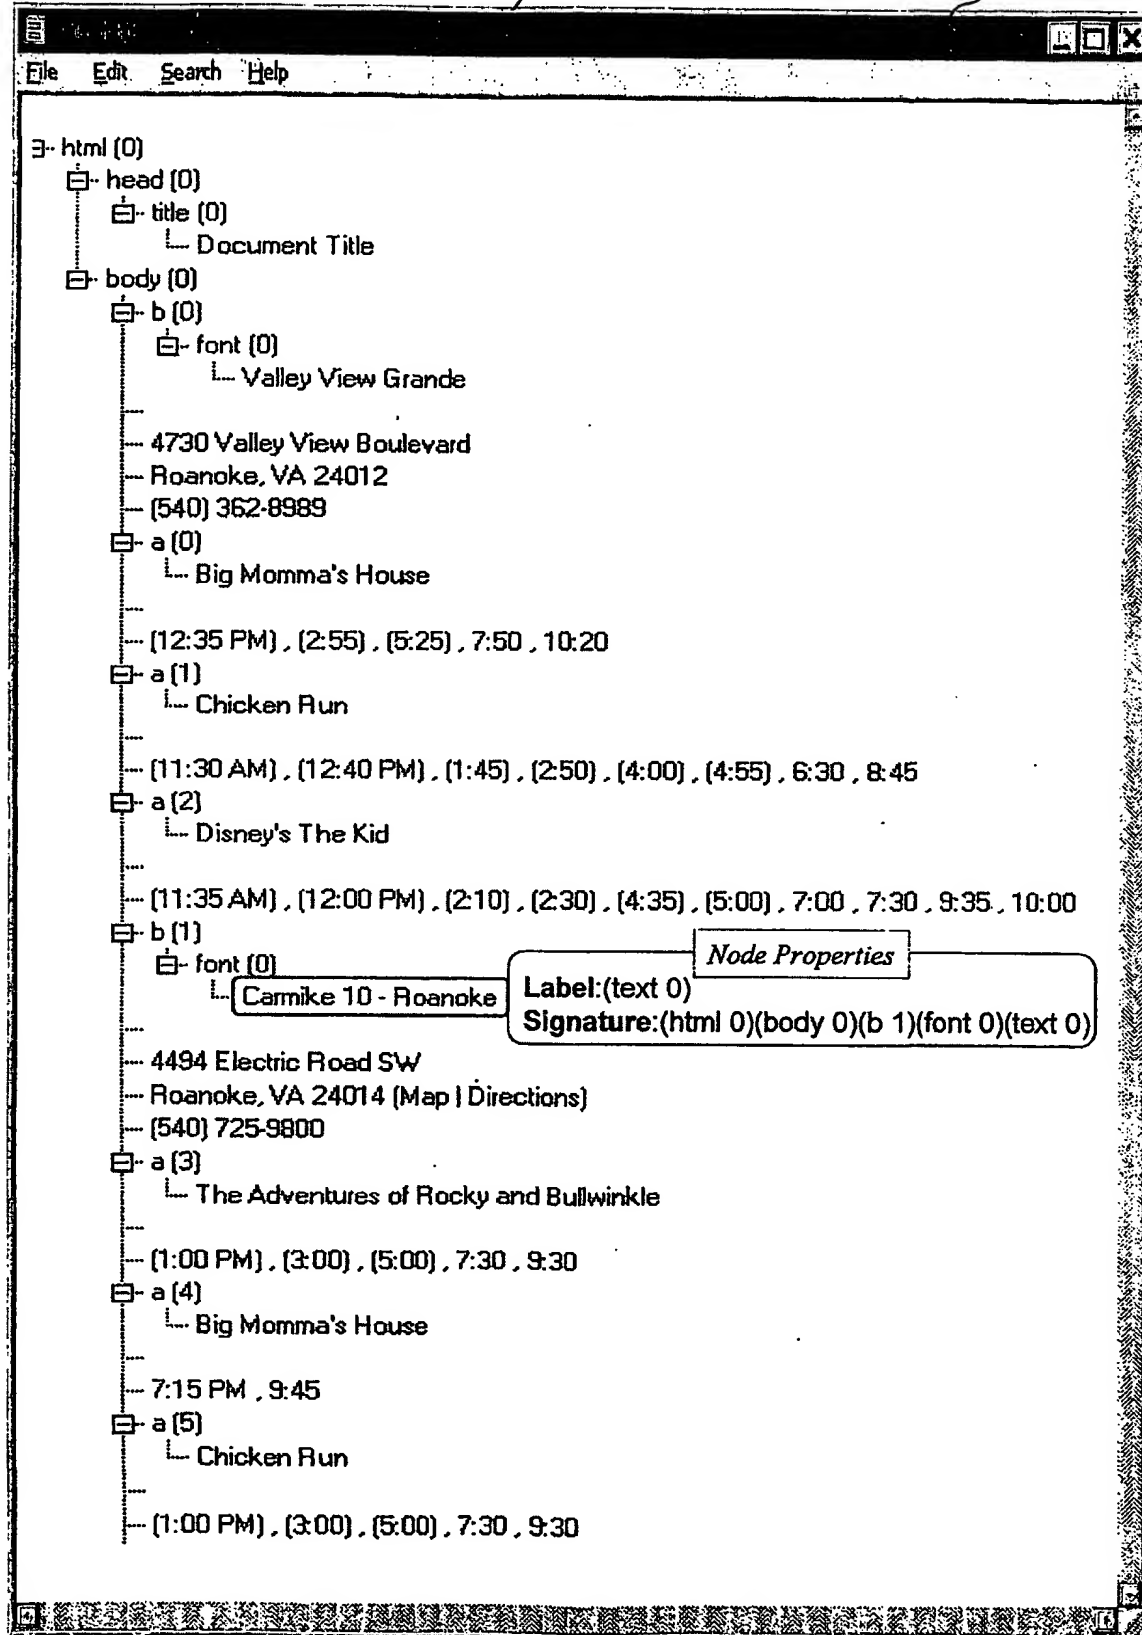 File Edit Search Help
html (0)
head (0)
title (0)
Document Title
body (0)
b (0)
font (0)
Valley View Grande
4730 Valley View Boulevard
Roanoke, VA 24012
(540) 362-8989
a (0)
Big Momma's House
(12:35 PM) , (2:55) , (5:25) , 7:50 , 10:20
a (1)
Chicken Run
(11:30 AM) , (12:40 PM) , (1:45) , (2:50) , (4:00) , (4:55) , 6:30 , 8:45
a (2)
Disney's The Kid
(11:35 AM) , (12:00 PM) , (2:10) , (2:30) , (4:35) , (5:00) , 7:00 , 7:30 , 9:35 , 10:00
b (1)
font (0)
Carmike 10 - Roanoke
Node Properties
Label:(text 0)
Signature:(html 0)(body 0)(b 1)(font 0)(text 0)
4494 Electric Road SW
Roanoke, VA 24014 (Map | Directions)
(540) 725-9800
a (3)
The Adventures of Rocky and Bullwinkle
(1:00 PM) , (3:00) , (5:00) , 7:30 , 9:30
a (4)
Big Momma's House
7:15 PM , 9:45
a (5)
Chicken Run
(1:00 PM) , (3:00) , (5:00) , 7:30 , 9:30